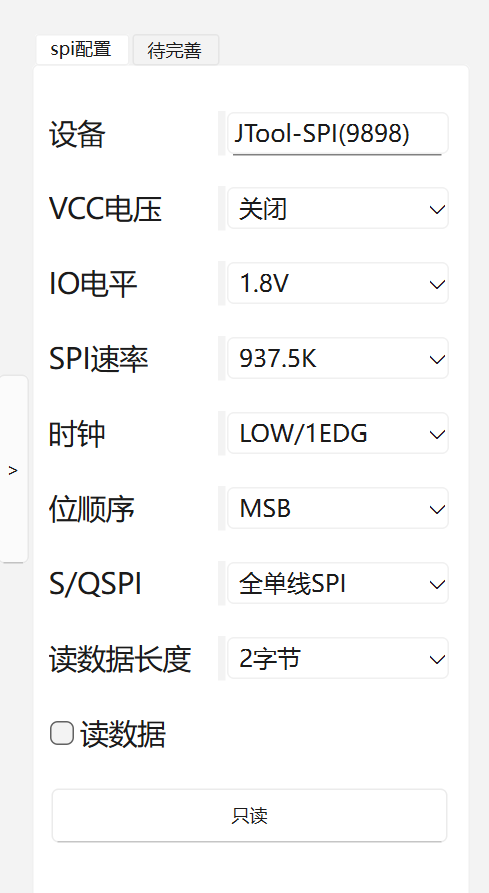 spi配置 待完善
设备 JTool-SPI(9898)
VCC电压 关闭
IO电平 1.8V
SPI速率 937.5K
时钟 LOW/1EDG
>
位顺序 MSB
S/QSPI 全单线SPI
读数据长度 2字节
读数据
只读